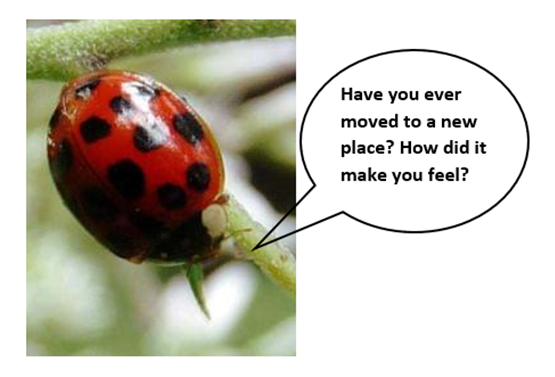 Have you ever
moved to a new
place? How did it
make you feel?